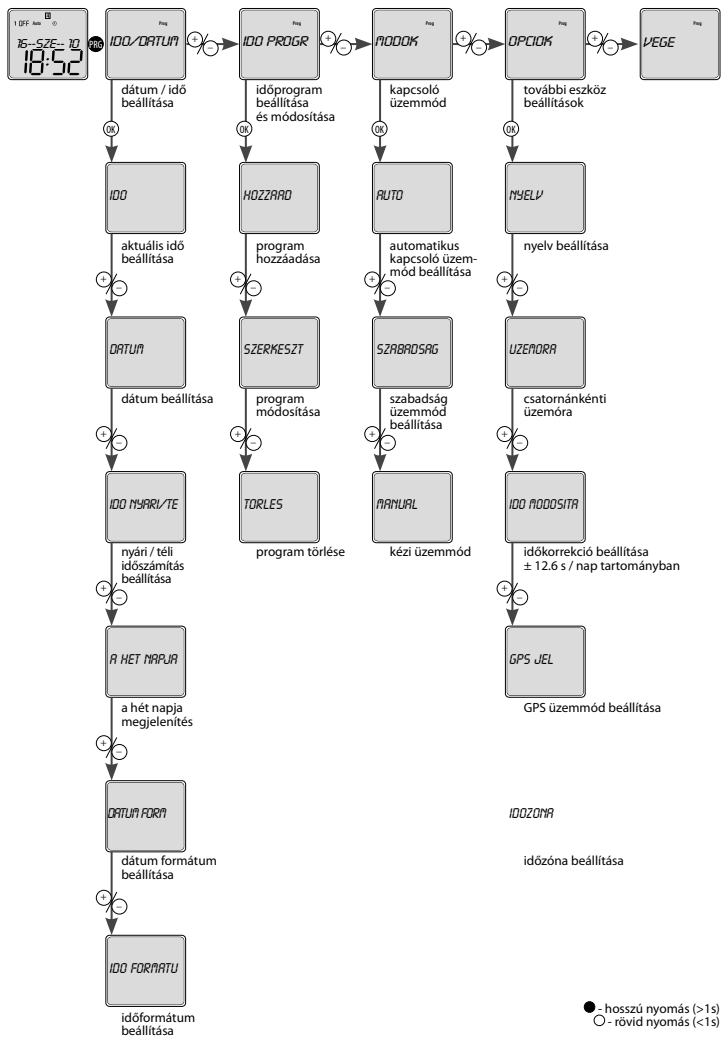 1 OFF Auto
16--SZE-- 10
18:52
PRG
Prog
IDO/DATUM
dátum / idő
beállítása
+/−
Prog
IDO PROGR
időprogram
beállítása
és módosítása
+/−
Prog
MODOK
kapcsoló
üzemmód
+/−
Prog
OPCIOK
további eszköz
beállítások
+/−
Prog
VEGE
OK
OK
OK
OK
IDO
aktuális idő
beállítása
HOZZAAD
program
hozzáadása
AUTO
automatikus
kapcsoló üzem-
mód beállítása
NYELV
nyelv beállítása
+/−
+/−
+/−
DATUM
dátum beállítása
SZERKESZT
program
módosítása
SZABADSAG
szabadság
üzemmód
beállítása
UZEMORA
csatornánkénti
üzemóra
+/−
+/−
+/−
IDO NYARI/TE
nyári / téli
időszámítás
beállítása
TORLES
program törlése
MANUAL
kézi üzemmód
IDO MODOSITA
időkorrekció beállítása
± 12.6 s / nap tartományban
+/−
+/−
A HET NAPJA
a hét napja
megjelenítés
GPS JEL
GPS üzemmód beállítása
+/−
DATUM FORM
dátum formátum
beállítása
IDOZONA
időzóna beállítása
+/−
IDO FORMATU
időformátum
beállítása
- hosszú nyomás (>1s)
- rövid nyomás (<1s)